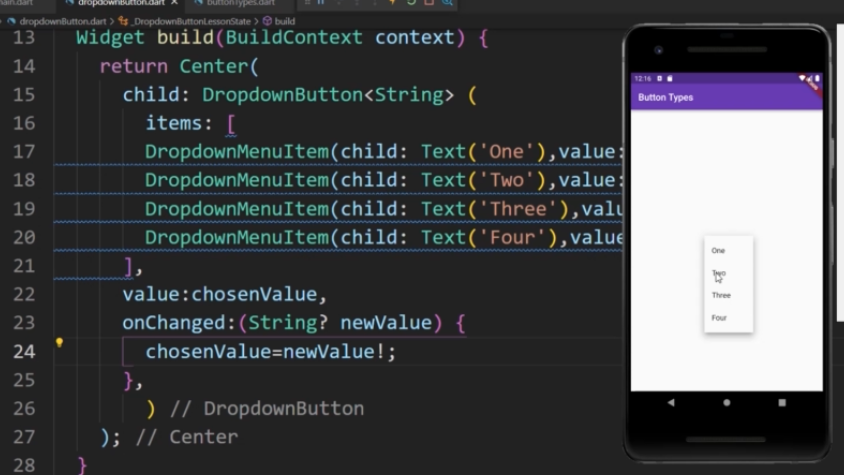 main.dart
dropdownButton.dart
buttonTypes.dart
dropdownButton.dart > _DropdownButtonLessonState > build
13 Widget build(BuildContext context) {
14 return Center(
15 child: DropdownButton<String> (
16 items: [
17 DropdownMenuItem(child: Text('One'),value:
18 DropdownMenuItem(child: Text('Two'),value:
19 DropdownMenuItem(child: Text('Three'),valu
20 DropdownMenuItem(child: Text('Four'),value
21 ],
22 value:chosenValue,
23 onChanged:(String? newValue) {
24 chosenValue=newValue!;
25 },
26 ) // DropdownButton
27 ); // Center
28 }
12:16
Button Types
One
Two
Three
Four